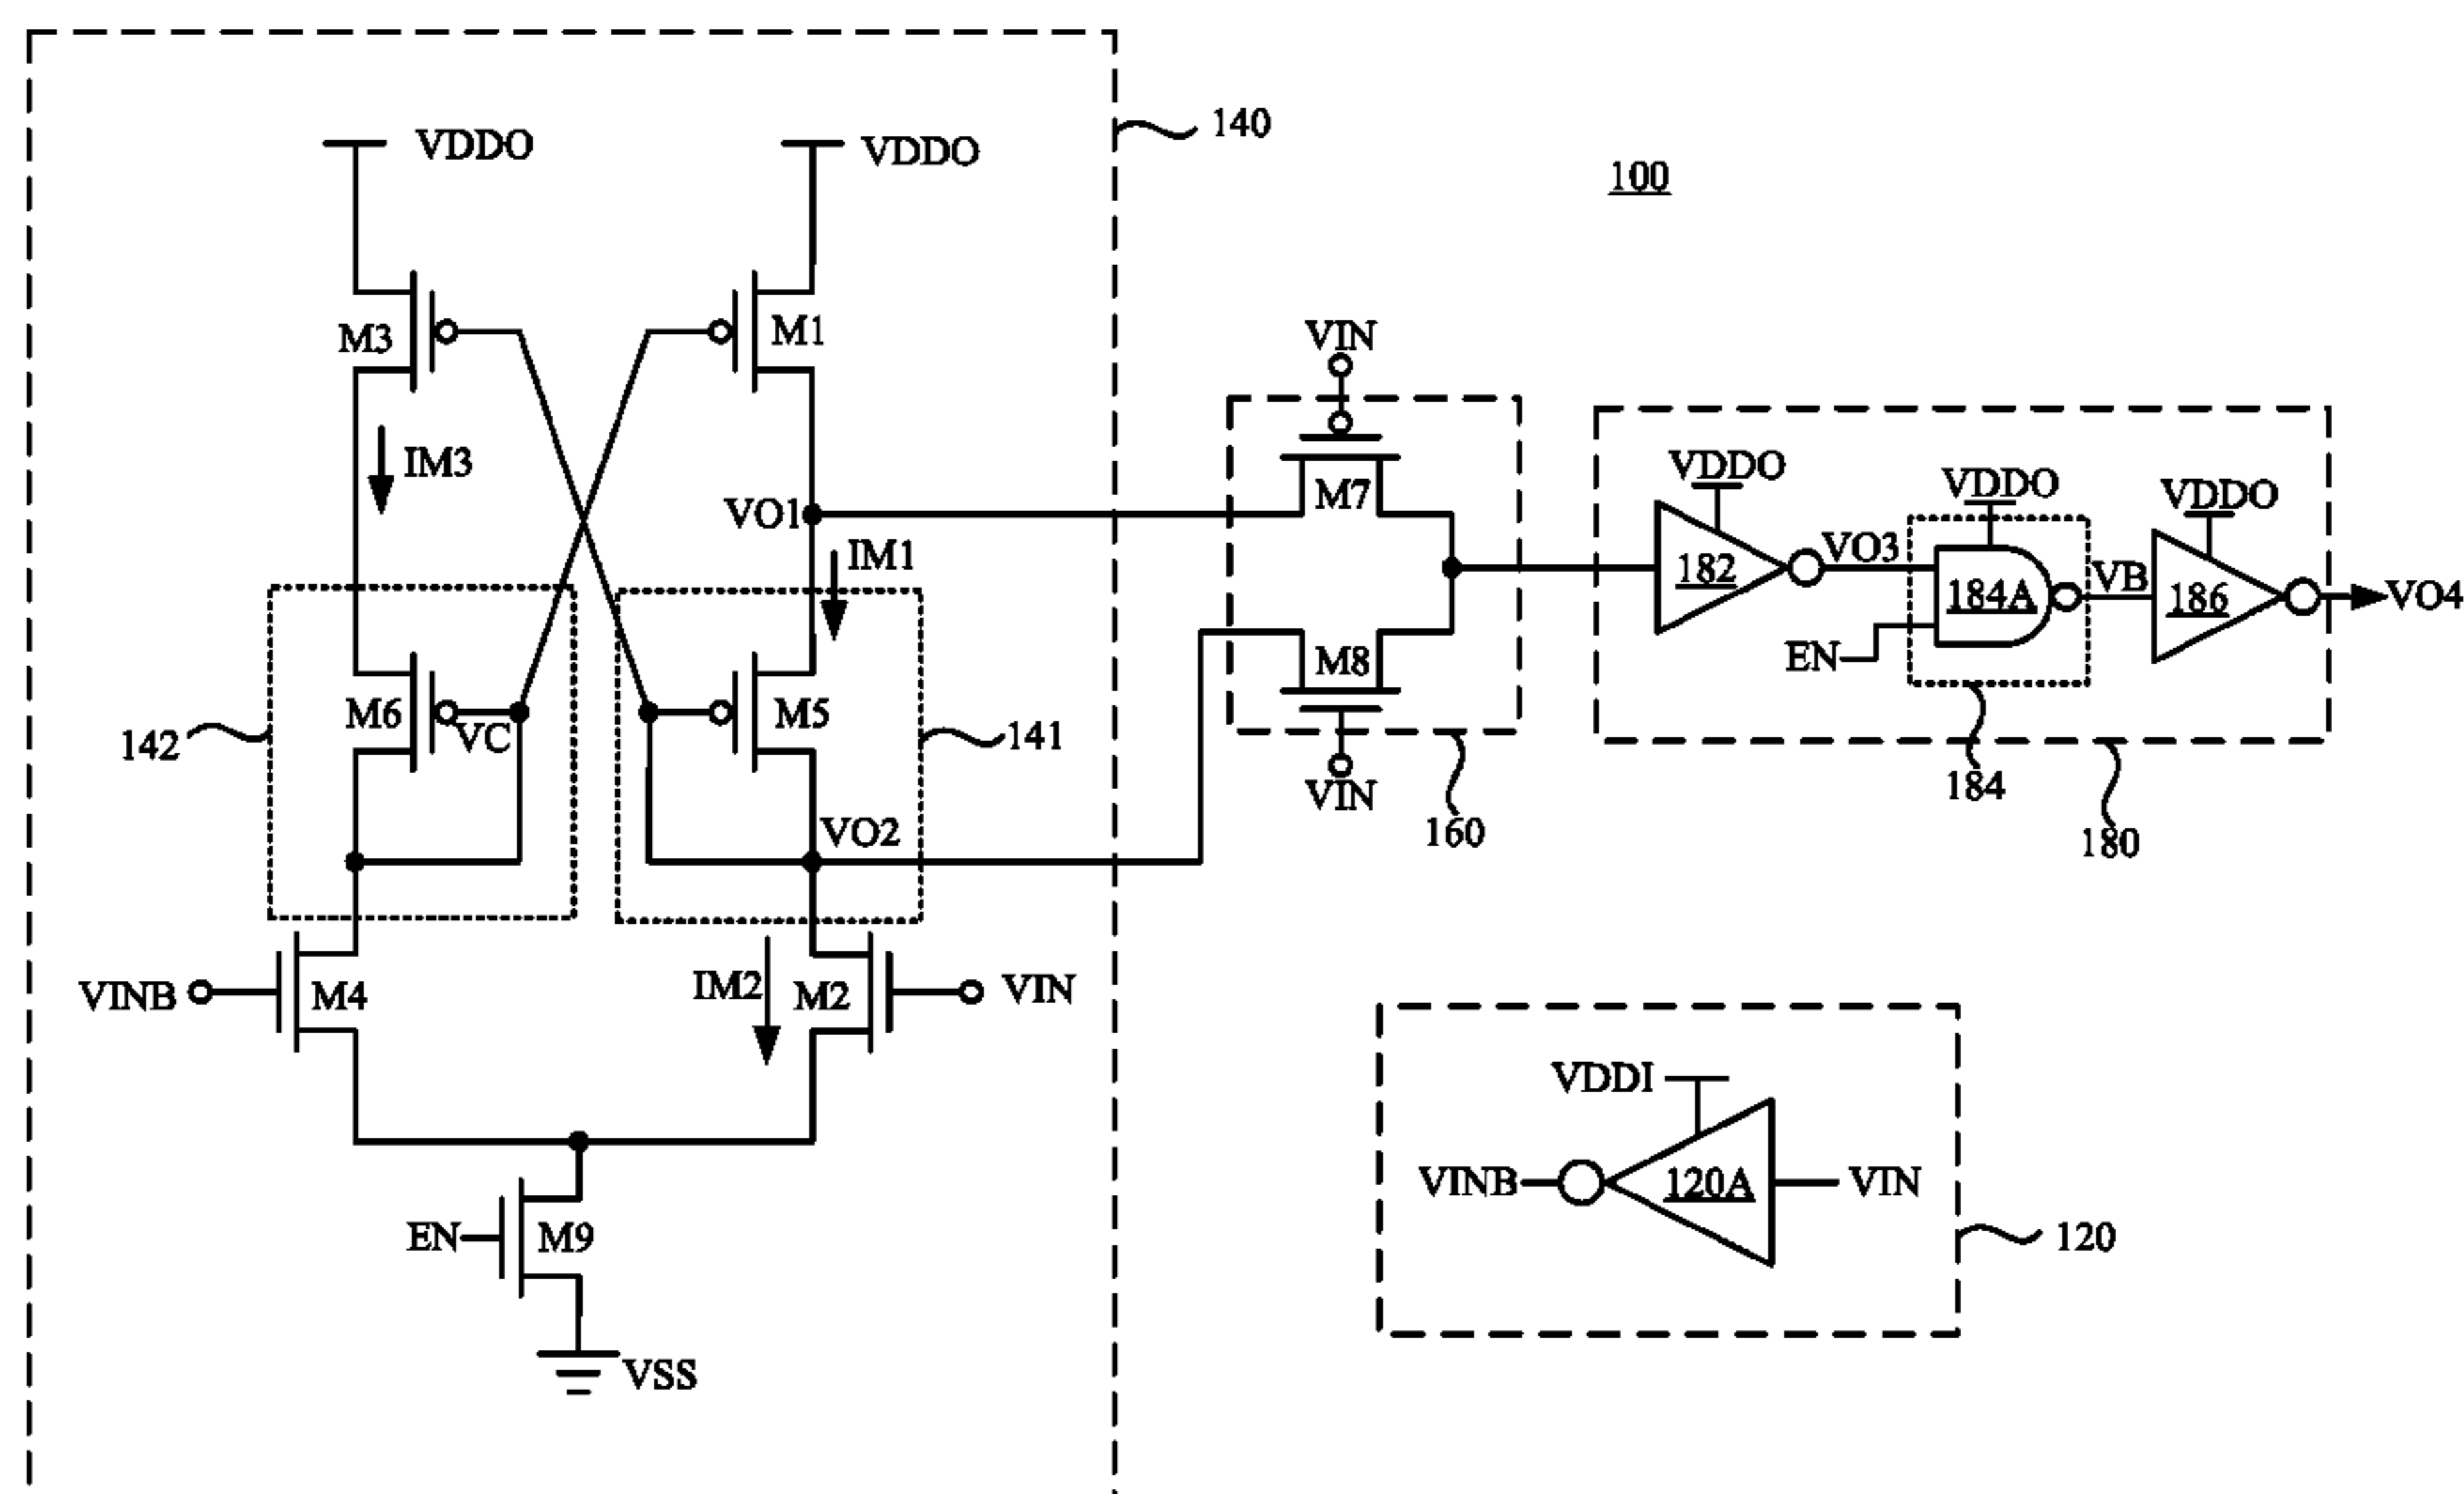 140
VDDO
VDDO
100
M3
M1
VIN
IM3
VDDO
VDDO
VDDO
M7
VO1
IM1
182
VO3
184A
VB
186
VO4
EN
M8
M6
VC
M5
142
141
VIN
184
VO2
160
180
VINB
M4
IM2
M2
VIN
VDDI
VINB
120A
VIN
EN
M9
120
VSS